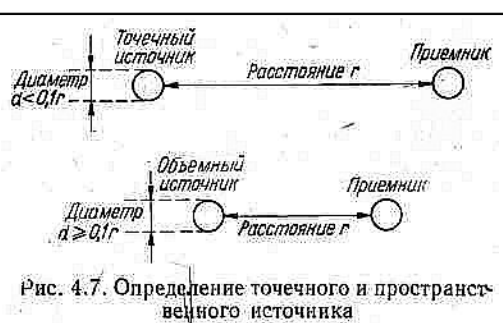 Точечный
источник
Приемник
Диаметр
d<0,1r
Расстояние r
Объемный
источник
Приемник
Диаметр
d⩾0,1r
Расстояние r
Рис. 4.7. Определение точечного и пространст-
венного источника